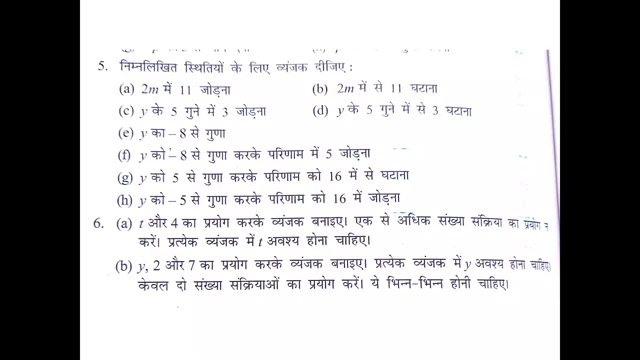 5. निम्नलिखित स्थितियों के लिए व्यंजक दीजिए :
(a) 2m में 11 जोड़ना (b) 2m में से 11 घटाना
(c) y के 5 गुने में 3 जोड़ना (d) y के 5 गुने में से 3 घटाना
(e) y का – 8 से गुणा
(f) y को – 8 से गुणा करके परिणाम में 5 जोड़ना
(g) y को 5 से गुणा करके परिणाम को 16 में से घटाना
(h) y को – 5 से गुणा करके परिणाम को 16 में जोड़ना
6. (a) t और 4 का प्रयोग करके व्यंजक बनाइए। एक से अधिक संख्या संक्रिया का प्रयोग न
करें। प्रत्येक व्यंजक में t अवश्य होना चाहिए।
(b) y, 2 और 7 का प्रयोग करके व्यंजक बनाइए। प्रत्येक व्यंजक में y अवश्य होना चाहिए।
केवल दो संख्या संक्रियाओं का प्रयोग करें। ये भिन्न-भिन्न होनी चाहिए।